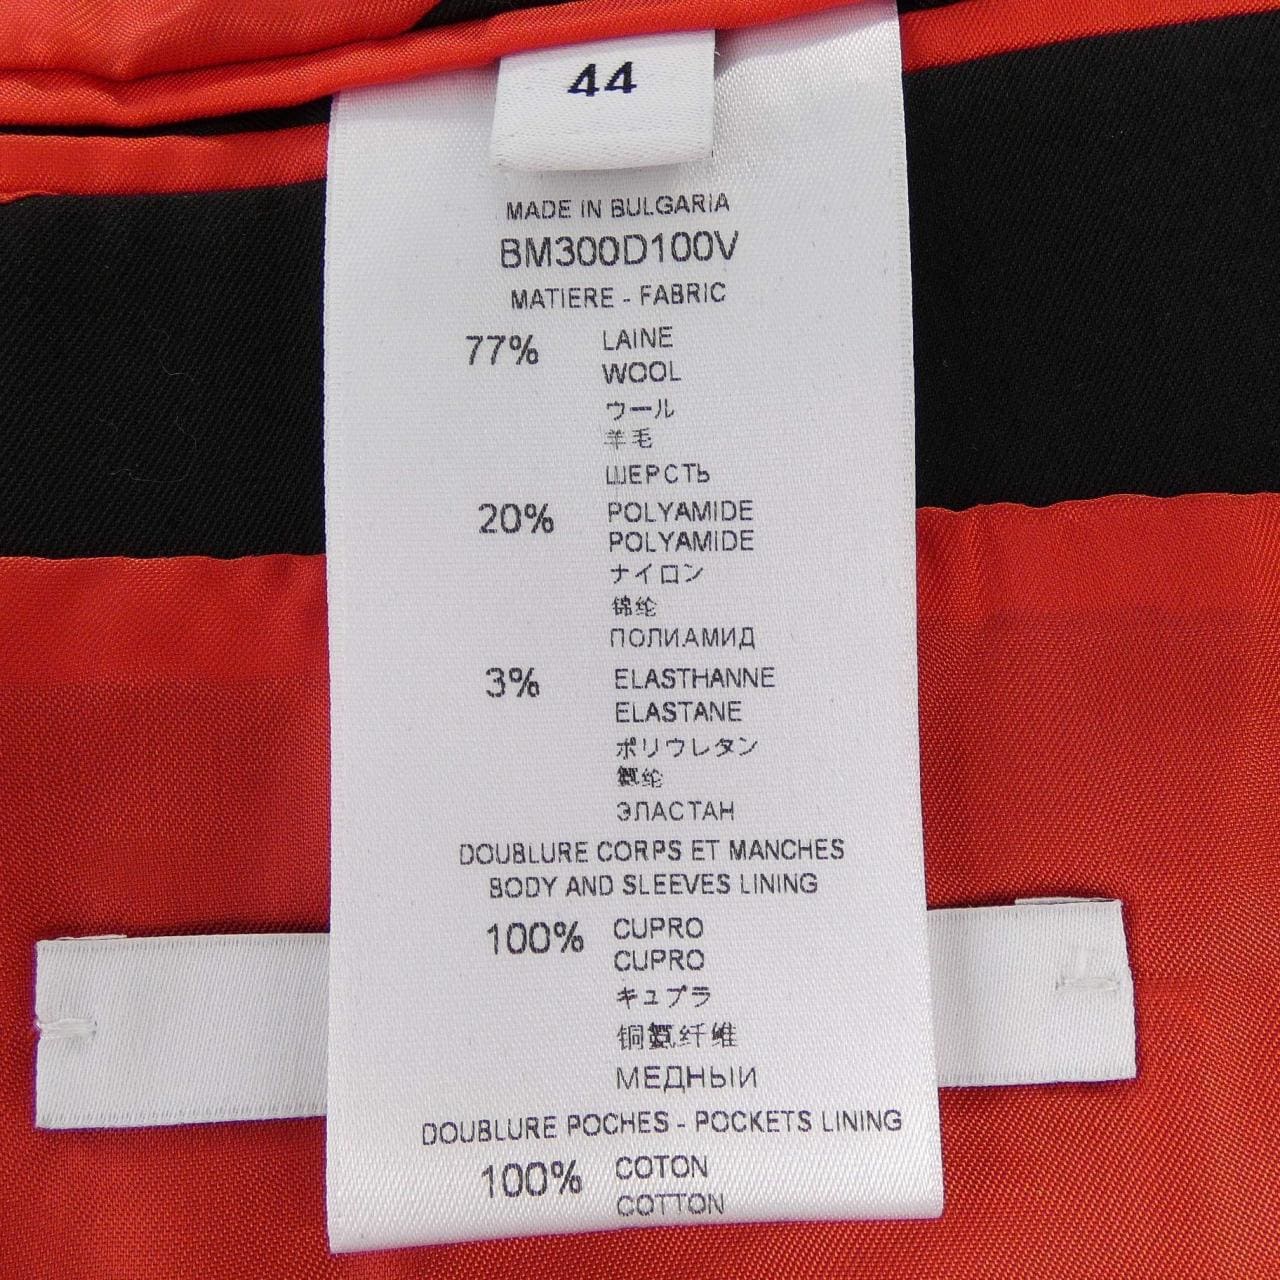 44
MADE IN BULGARIA
BM300D100V
MATIERE - FABRIC
77% LAINE
WOOL
ウール
羊毛
ШЕРСТЬ
20% POLYAMIDE
POLYAMIDE
ナイロン
锦纶
ПОЛИАМИД
3% ELASTHANNE
ELASTANE
ポリウレタン
氨纶
ЭЛАСТАН
DOUBLURE CORPS ET MANCHES
BODY AND SLEEVES LINING
100% CUPRO
CUPRO
キュプラ
铜氨纤维
МЕДНЫИ
DOUBLURE POCHES - POCKETS LINING
100% COTON
COTTON